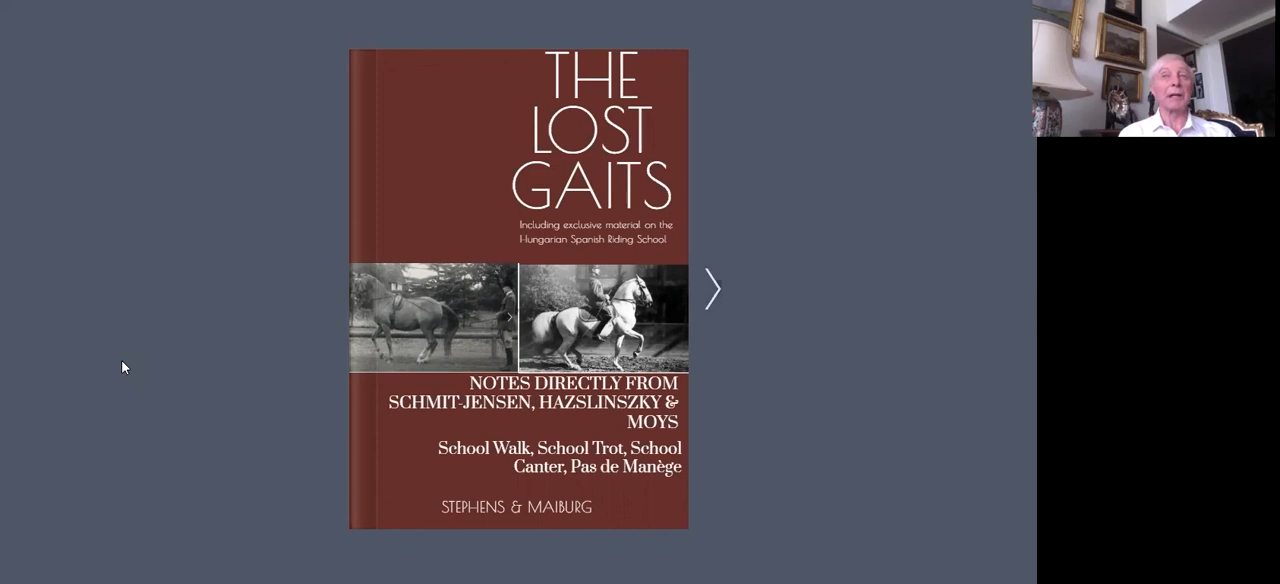 THE
LOST
GAITS
Including exclusive material on the
Hungarian Spanish Riding School
NOTES DIRECTLY FROM
SCHMIT-JENSEN, HAZSLINSZKY &
MOYS
School Walk, School Trot, School
Canter, Pas de Manège
STEPHENS & MAIBURG